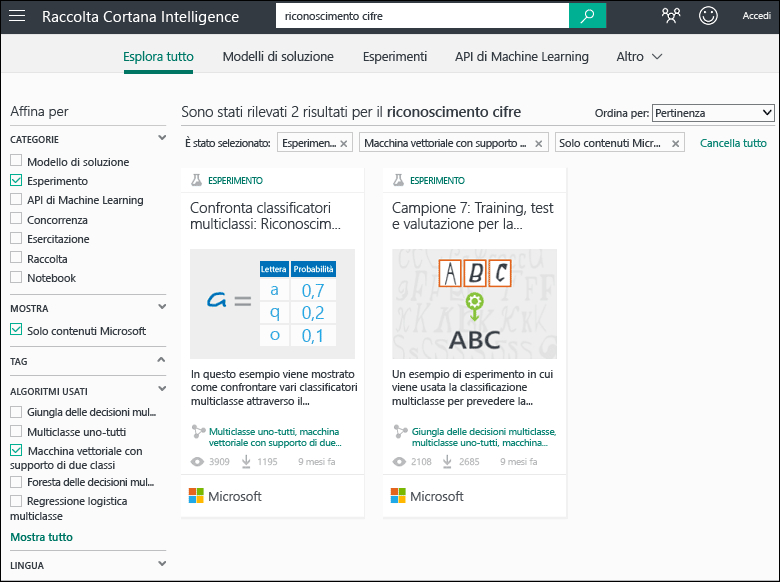 Raccolta Cortana Intelligence
riconoscimento cifre
Accedi
Esplora tutto
Modelli di soluzione
Esperimenti
API di Machine Learning
Altro
Affina per
CATEGORIE
Modello di soluzione
Esperimento
API di Machine Learning
Concorrenza
Esercitazione
Raccolta
Notebook
MOSTRA
Solo contenuti Microsoft
TAG
ALGORITMI USATI
Giungla delle decisioni mul...
Multiclasse uno-tutti
Macchina vettoriale con
supporto di due classi
Foresta delle decisioni mul...
Regressione logistica
multiclasse
Mostra tutto
LINGUA
Sono stati rilevati 2 risultati per il riconoscimento cifre
Ordina per: Pertinenza
È stato selezionato: Esperimen... × Macchina vettoriale con supporto ... × Solo contenuti Micr... × Cancella tutto
ESPERIMENTO
Confronta classificatori
multiclassi: Riconoscim...
Lettera Probabilità
a = a 0,7
q 0,2
o 0,1
In questo esempio viene mostrato
come confrontare vari classificatori
multiclasse attraverso il...
Multiclasse uno-tutti, macchina
vettoriale con supporto di due...
3909 1195 9 mesi fa
Microsoft
ESPERIMENTO
Campione 7: Training, test
e valutazione per la...
A B C
ABC
Un esempio di esperimento in cui
viene usata la classificazione
multiclasse per prevedere la...
Giungla delle decisioni multiclasse,
multiclasse uno-tutti, macchina...
2108 2685 9 mesi fa
Microsoft